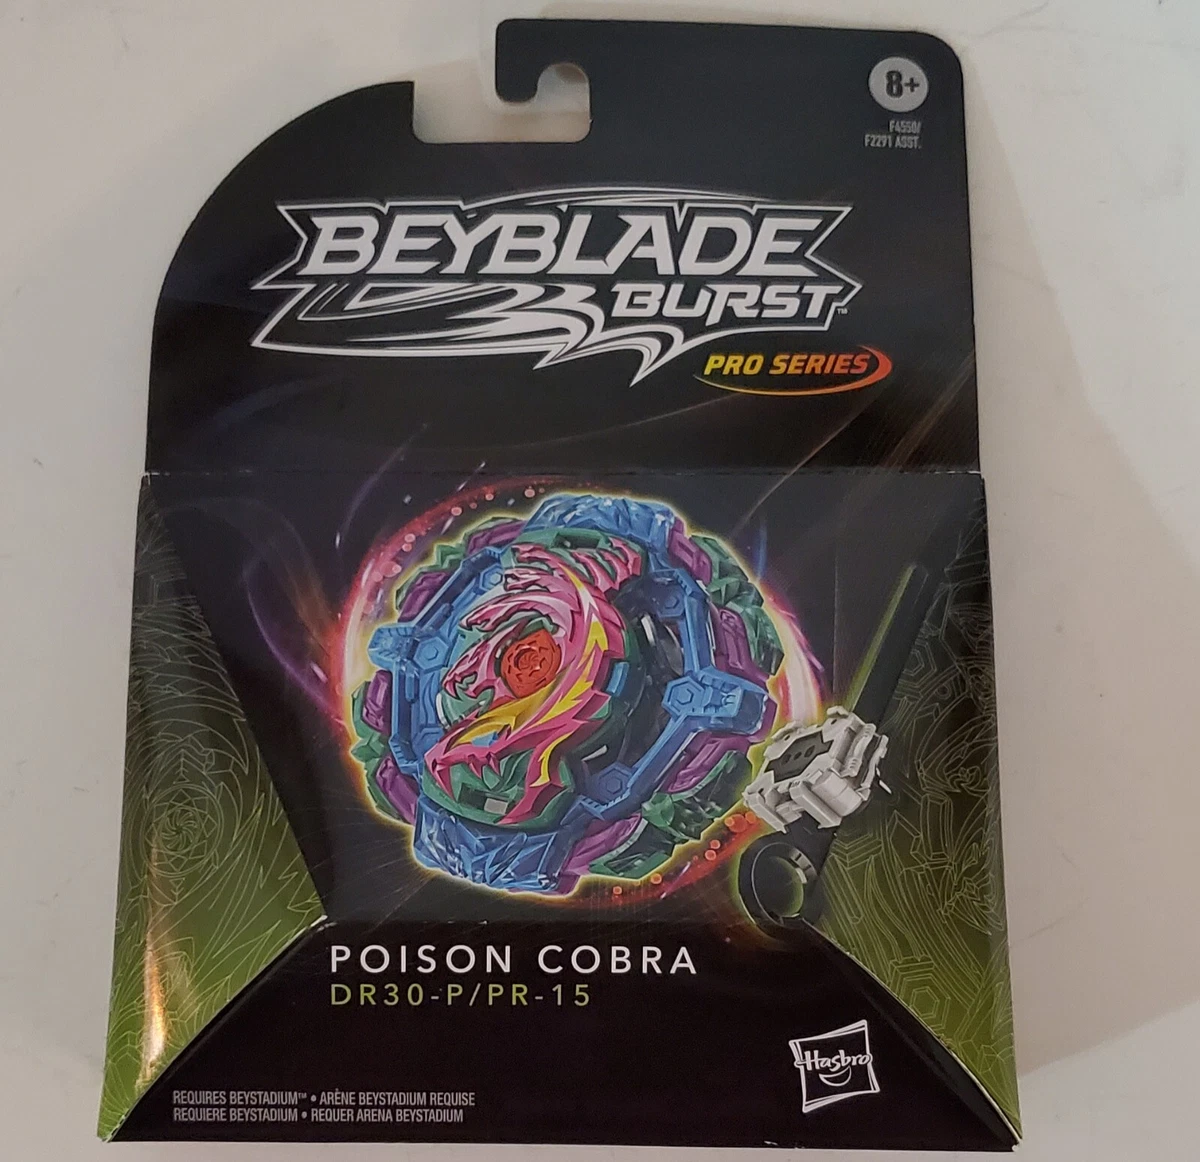 8+
F4550/
F2291 ASST.
BEYBLADE
BURST™
PRO SERIES
POISON COBRA
DR30-P/PR-15
Hasbro
REQUIRES BEYSTADIUM™ • ARÈNE BEYSTADIUM REQUISE
REQUIERE BEYSTADIUM • REQUER ARENA BEYSTADIUM